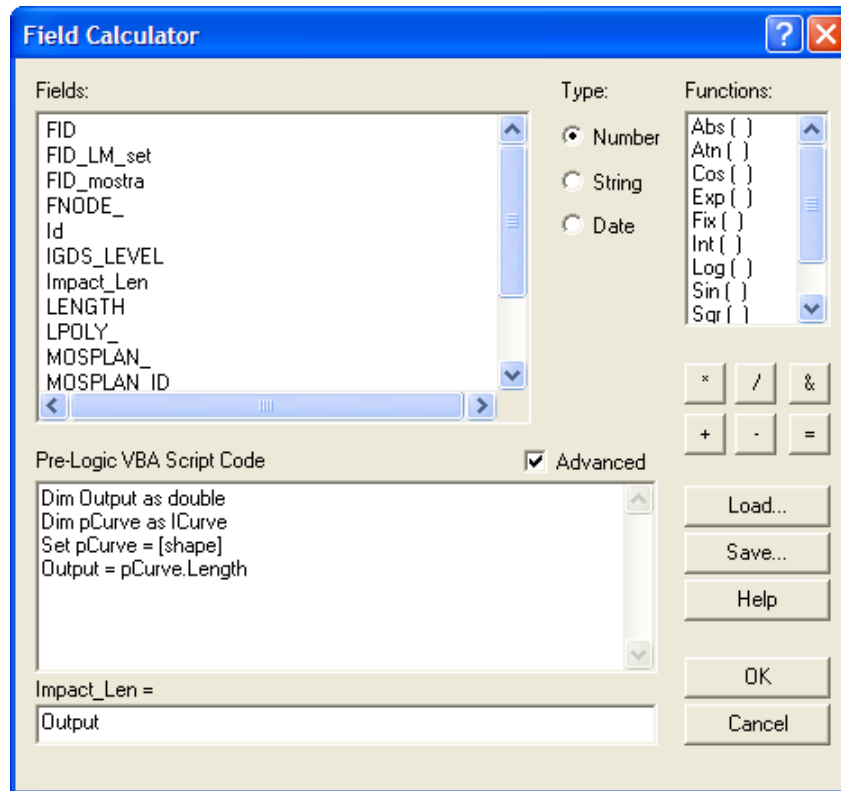 Field Calculator
Fields:
FID
FID_LM_set
FID_mostra
FNODE_
Id
IGDS_LEVEL
Impact_Len
LENGTH
LPOLY_
MOSPLAN_
MOSPLAN_ID
Type:
Number
String
Date
Functions:
Abs ( )
Atn ( )
Cos ( )
Exp ( )
Fix ( )
Int ( )
Log ( )
Sin ( )
Sqr ( )
* / &
+ - =
Pre-Logic VBA Script Code
Advanced
Dim Output as double
Dim pCurve as ICurve
Set pCurve = [shape]
Output = pCurve.Length
Load...
Save...
Help
Impact_Len =
Output
OK
Cancel